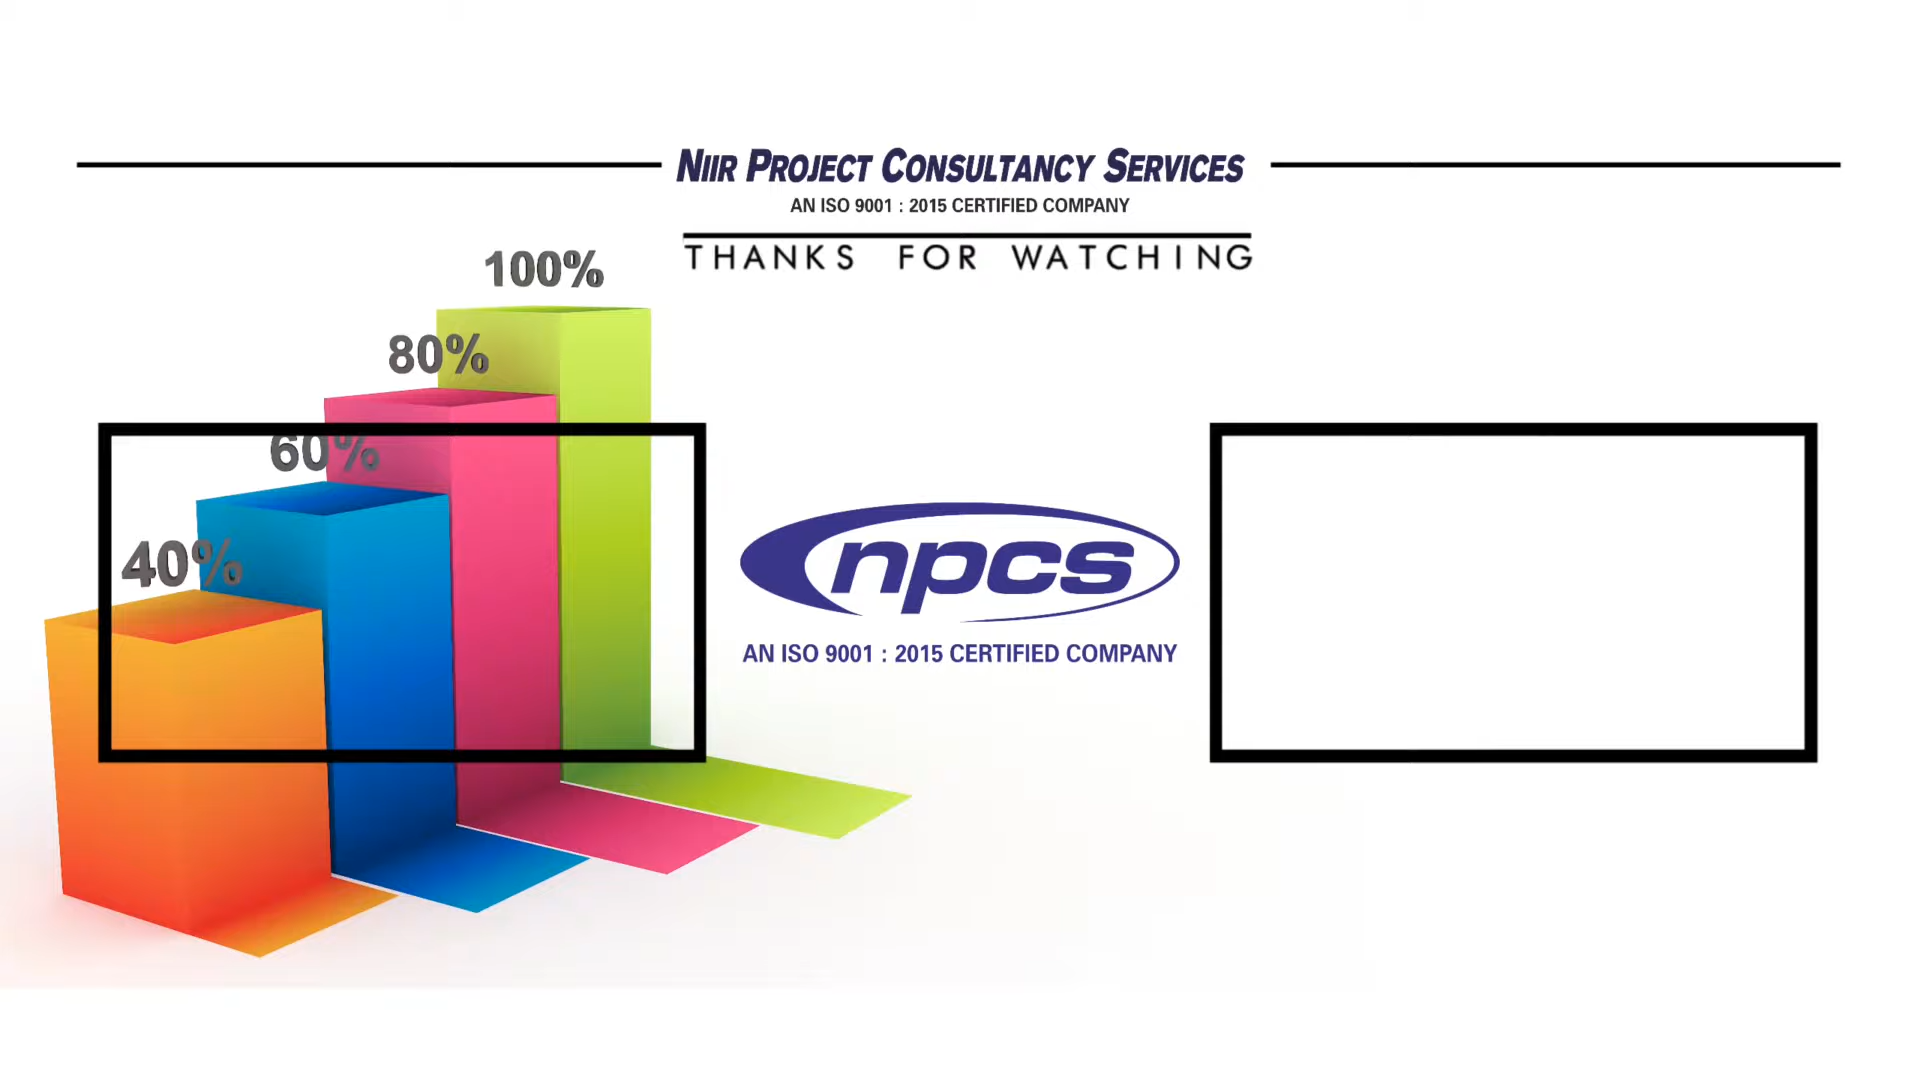 NIIR PROJECT CONSULTANCY SERVICES
AN ISO 9001 : 2015 CERTIFIED COMPANY
THANKS FOR WATCHING
100%
80%
60%
40%
npcs
AN ISO 9001 : 2015 CERTIFIED COMPANY